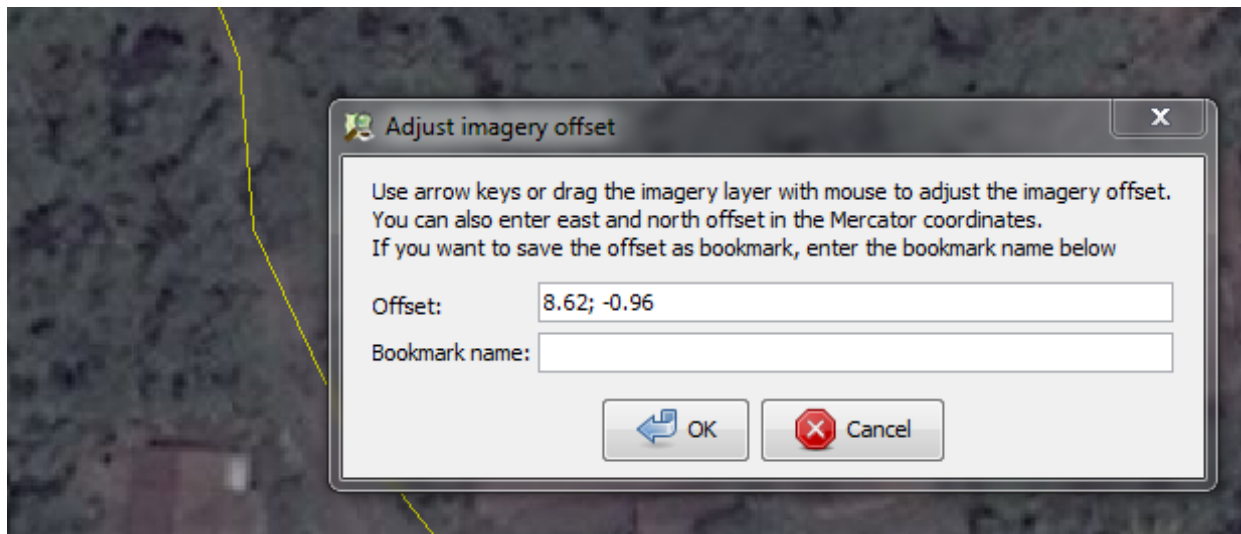 Adjust imagery offset
X
Use arrow keys or drag the imagery layer with mouse to adjust the imagery offset.
You can also enter east and north offset in the Mercator coordinates.
If you want to save the offset as bookmark, enter the bookmark name below
Offset: 8.62; -0.96
Bookmark name:
OK Cancel